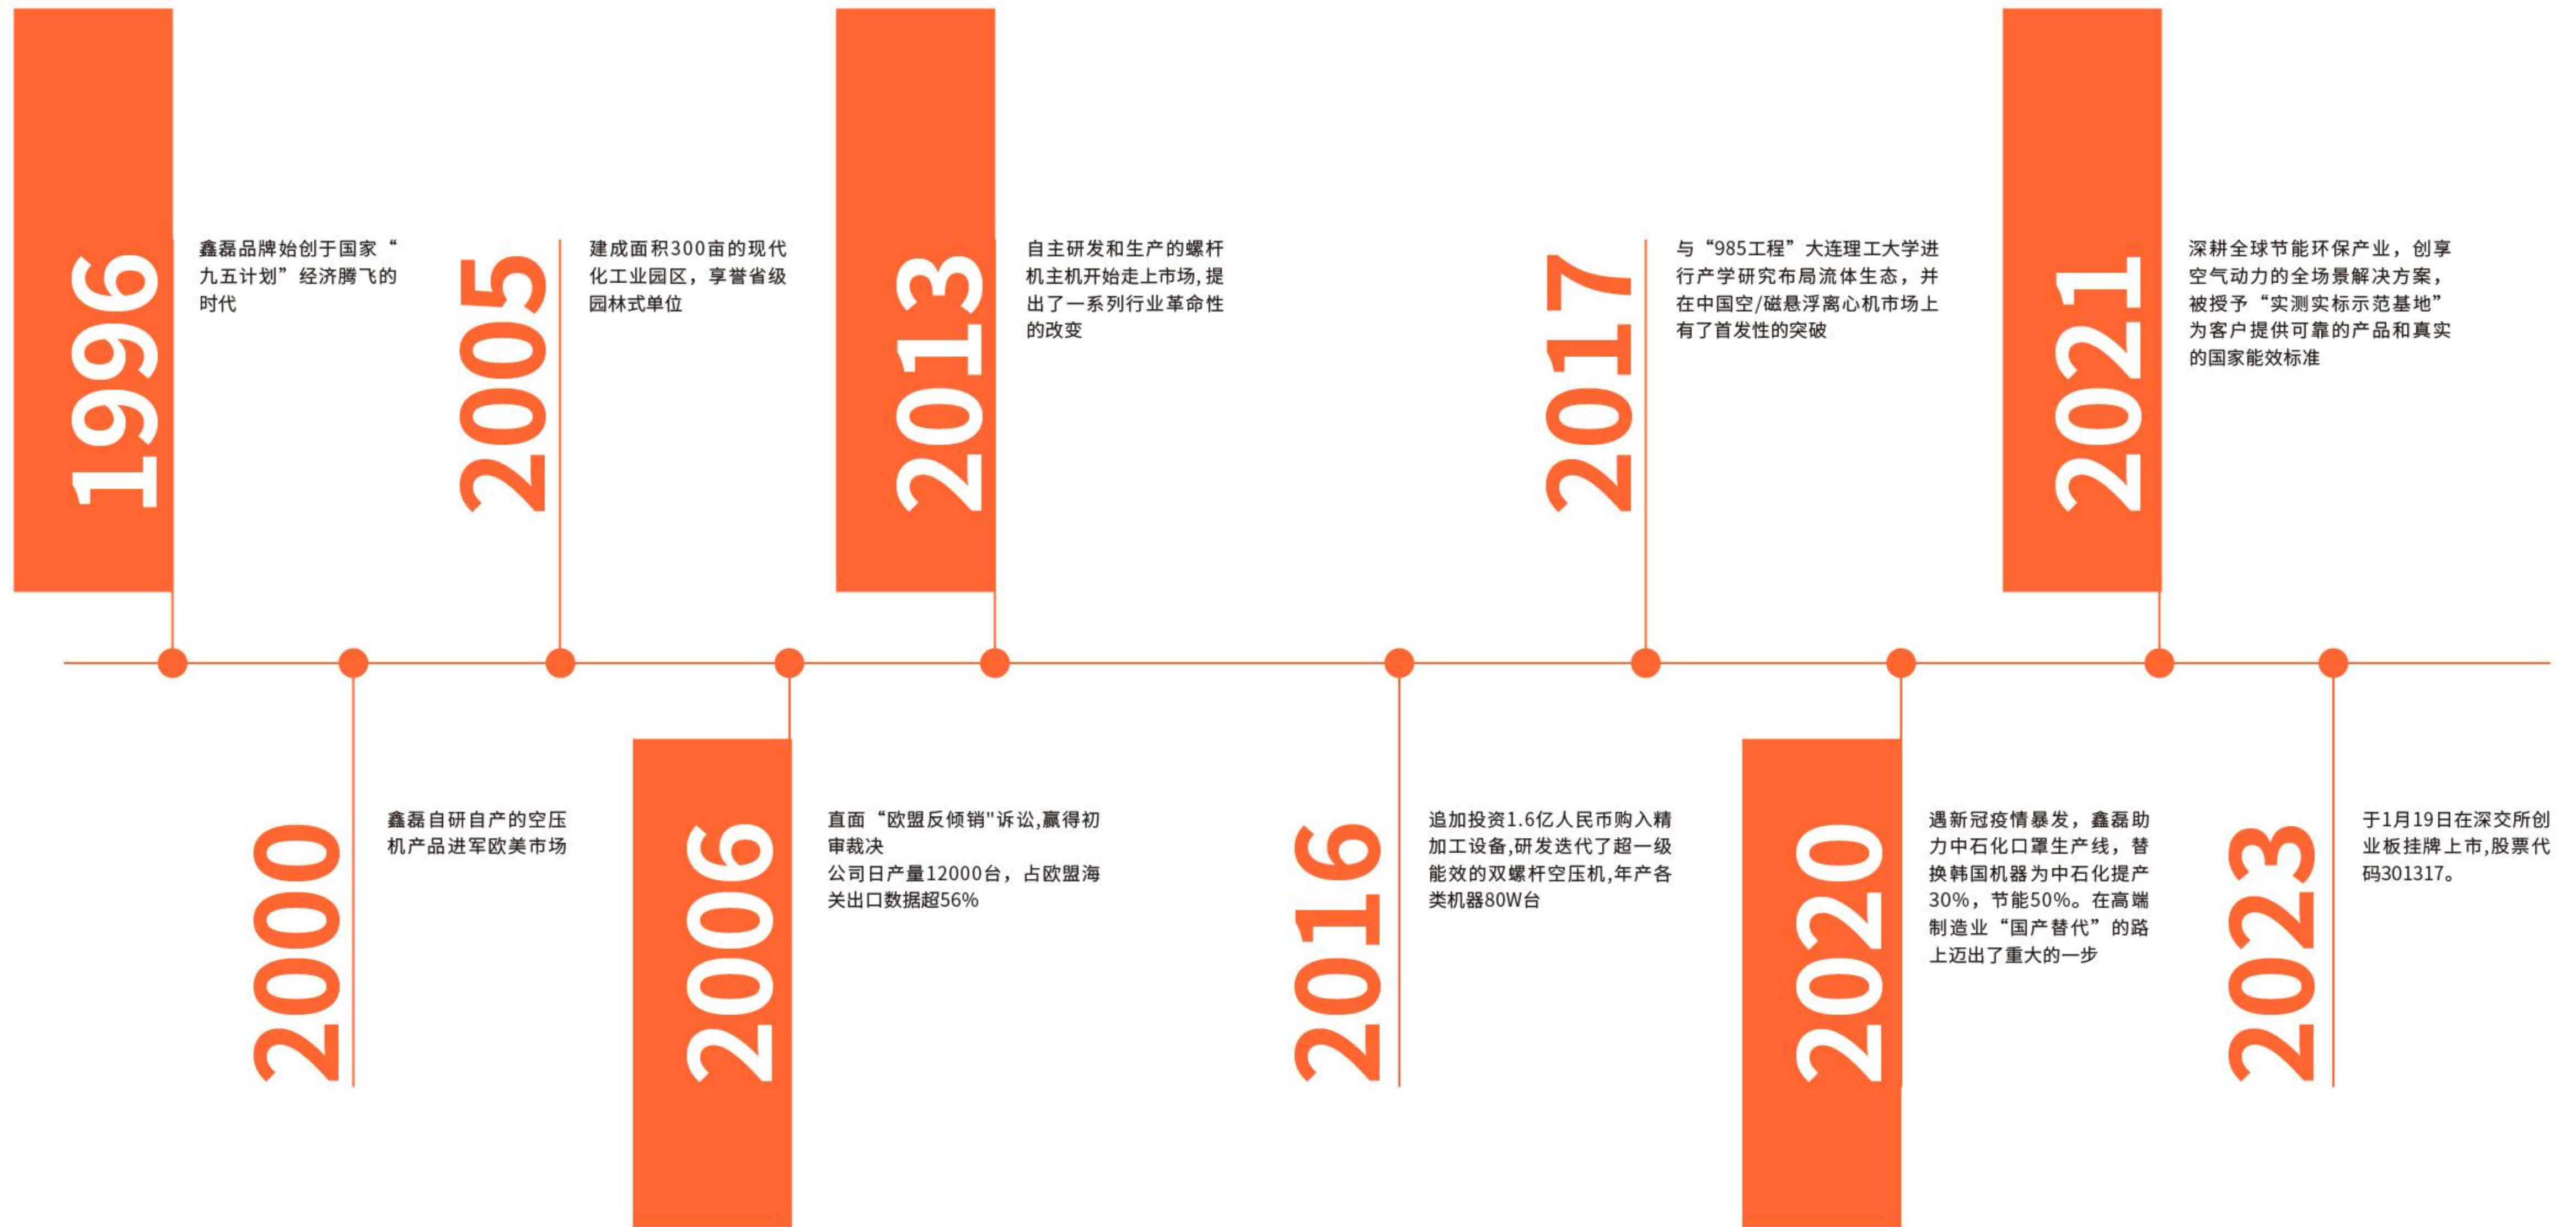 1996
鑫磊品牌始创于国家“
九五计划”经济腾飞的
时代
2000
鑫磊自研自产的空压
机产品进军欧美市场
2005
建成面积300亩的现代
化工业园区，享誉省级
园林式单位
2006
直面“欧盟反倾销"诉讼,赢得初
审裁决
公司日产量12000台，占欧盟海
关出口数据超56%
2013
自主研发和生产的螺杆
机主机开始走上市场,提
出了一系列行业革命性
的改变
2016
追加投资1.6亿人民币购入精
加工设备,研发迭代了超一级
能效的双螺杆空压机,年产各
类机器80W台
2017
与“985工程”大连理工大学进
行产学研究布局流体生态，并
在中国空/磁悬浮离心机市场上
有了首发性的突破
2020
遇新冠疫情暴发，鑫磊助
力中石化口罩生产线，替
换韩国机器为中石化提产
30%，节能50%。在高端
制造业“国产替代”的路
上迈出了重大的一步
2021
深耕全球节能环保产业，创享
空气动力的全场景解决方案，
被授予“实测实标示范基地”
为客户提供可靠的产品和真实
的国家能效标准
2023
于1月19日在深交所创
业板挂牌上市,股票代
码301317。